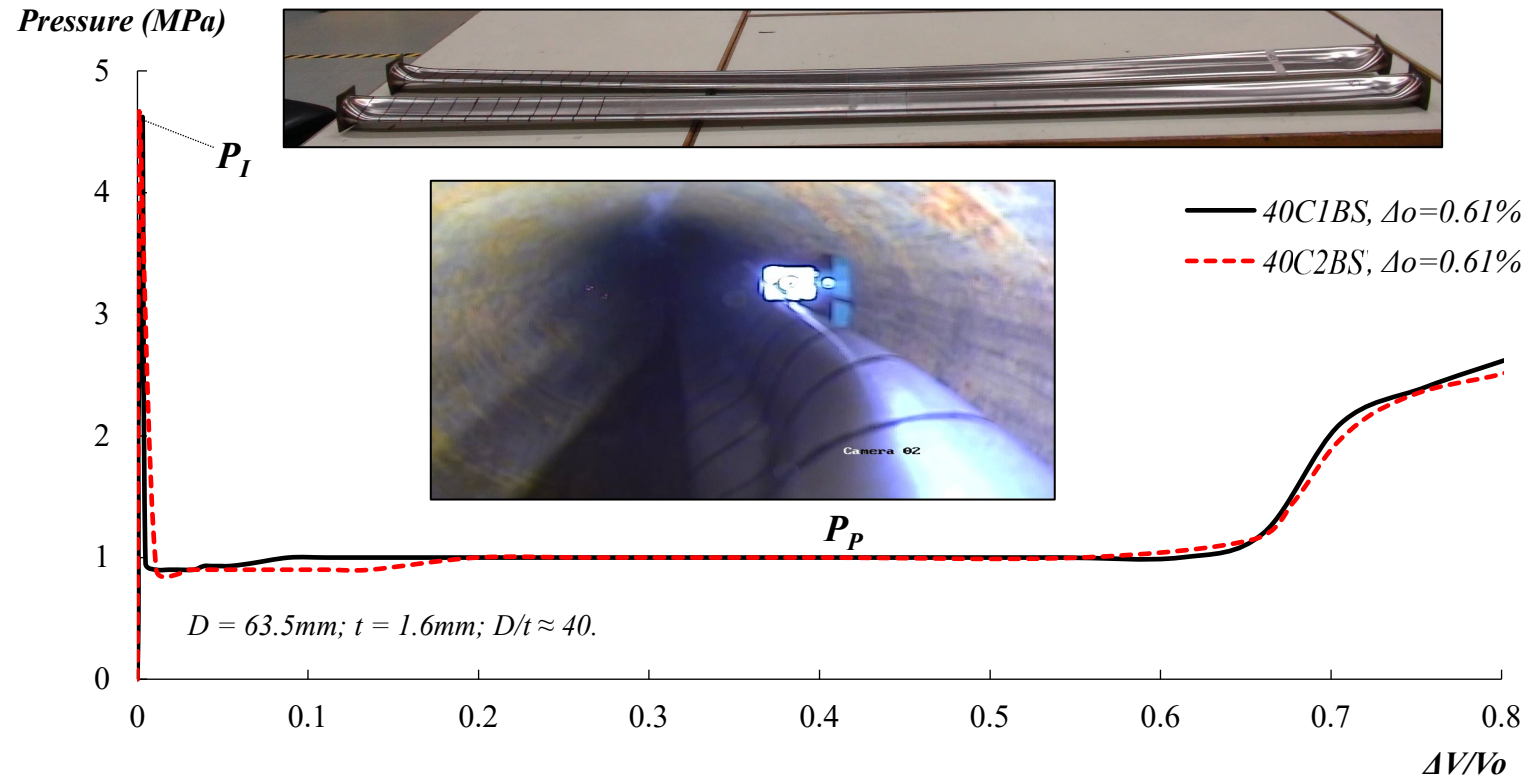 Pressure (MPa)
5
4
3
2
1
0
P_I
40C1BS, Δo=0.61%
40C2BS', Δo=0.61%
Camera 02
P_P
D = 63.5mm; t = 1.6mm; D/t ≈ 40.
0 0.1 0.2 0.3 0.4 0.5 0.6 0.7 0.8
ΔV/Vo